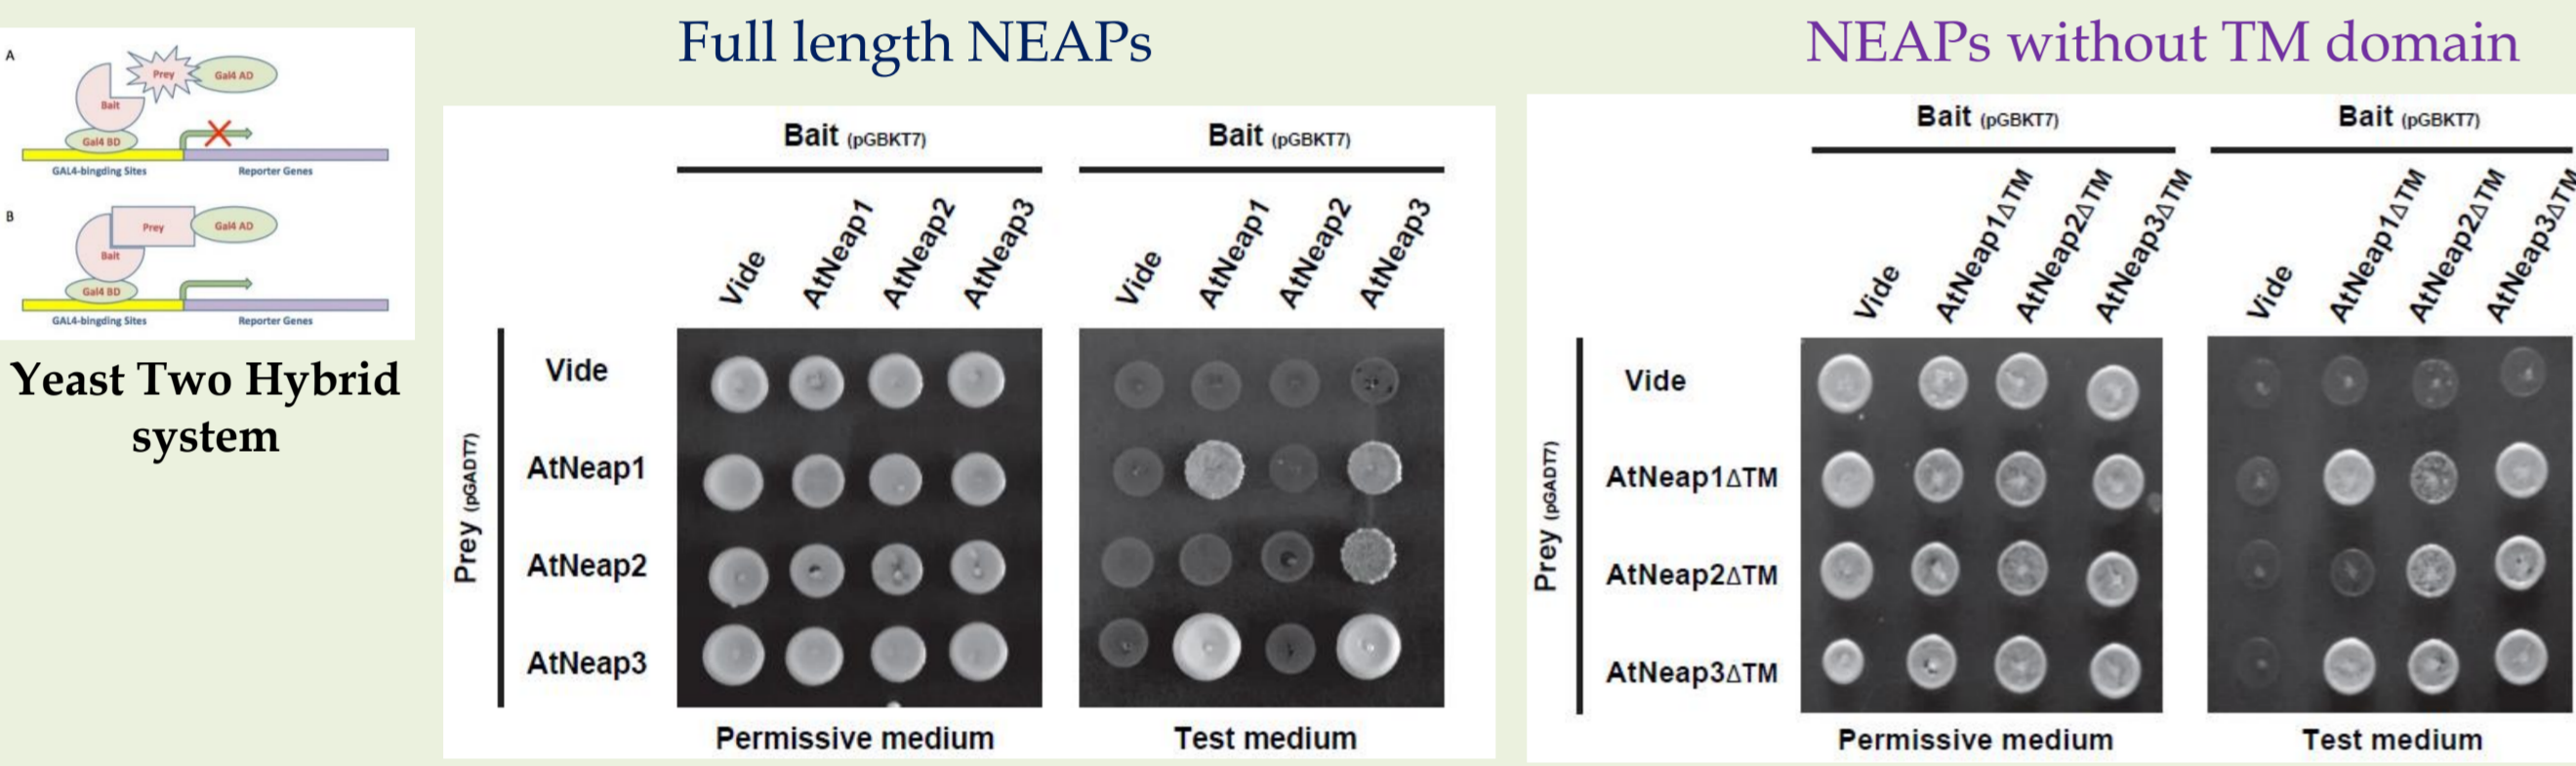 Full length NEAPs
NEAPs without TM domain
A
Prey
Gal4 AD
Bait
Gal4 BD
GAL4-bingding Sites
Reporter Genes
B
Prey
Gal4 AD
Bait
Gal4 BD
GAL4-bingding Sites
Reporter Genes
Yeast Two Hybrid
system
Bait (pGBKT7)
Bait (pGBKT7)
Vide
AtNeap1
AtNeap2
AtNeap3
Vide
AtNeap1
AtNeap2
AtNeap3
Prey (pGADT7)
Vide
AtNeap1
AtNeap2
AtNeap3
Permissive medium
Test medium
Bait (pGBKT7)
Bait (pGBKT7)
Vide
AtNeap1ΔTM
AtNeap2ΔTM
AtNeap3ΔTM
Vide
AtNeap1ΔTM
AtNeap2ΔTM
AtNeap3ΔTM
Prey (pGADT7)
Vide
AtNeap1ΔTM
AtNeap2ΔTM
AtNeap3ΔTM
Permissive medium
Test medium